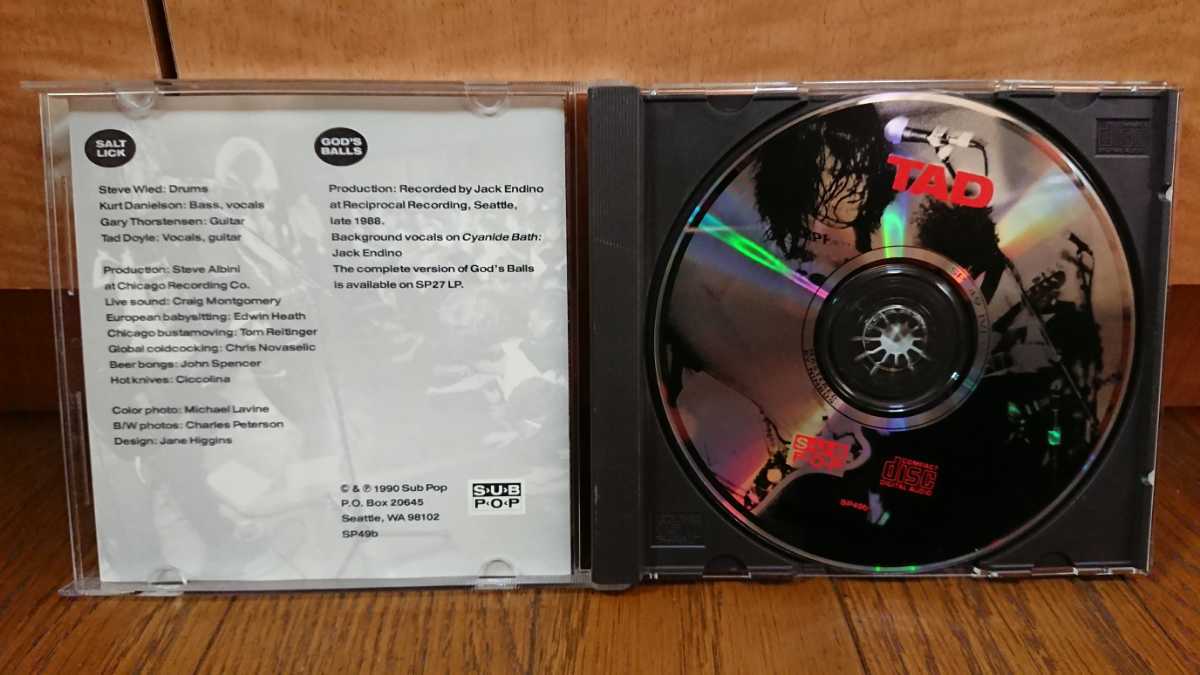 SALT
LICK
Steve Wied: Drums
Kurt Danielson: Bass, vocals
Gary Thorstensen: Guitar
Tad Doyle: Vocals, guitar
Production: Steve Albini
at Chicago Recording Co.
Live sound: Craig Montgomery
European babysitting: Edwin Heath
Chicago bustamoving: Tom Reitinger
Global coldcocking: Chris Novaselic
Beer bongs: John Spencer
Hot knives: Ciccolina
Color photo: Michael Lavine
B/W photos: Charles Peterson
Design: Jane Higgins
GOD'S
BALLS
Production: Recorded by Jack Endino
at Reciprocal Recording, Seattle,
late 1988.
Background vocals on Cyanide Bath:
Jack Endino
The complete version of God's Balls
is available on SP27 LP.
© & ℗ 1990 Sub Pop
P.O. Box 20645
Seattle, WA 98102
SP49b
SUB
POP
TAD
SUB
POP
COMPACT
disc
DIGITAL AUDIO
SP49b